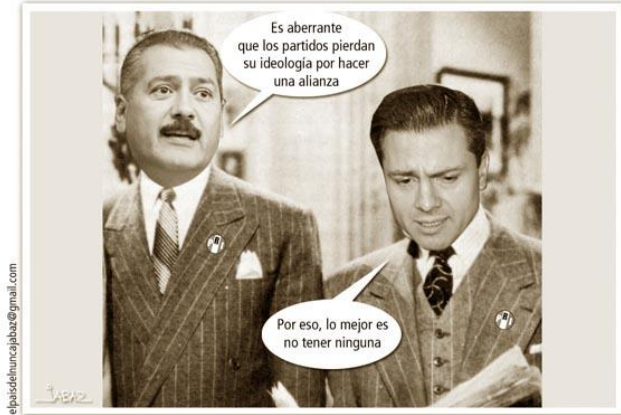 Es aberrante
que los partidos pierdan
su ideología por hacer
una alianza
Por eso, lo mejor es
no tener ninguna
elpaisdelnuncajabaz@gmail.com
JABAZ